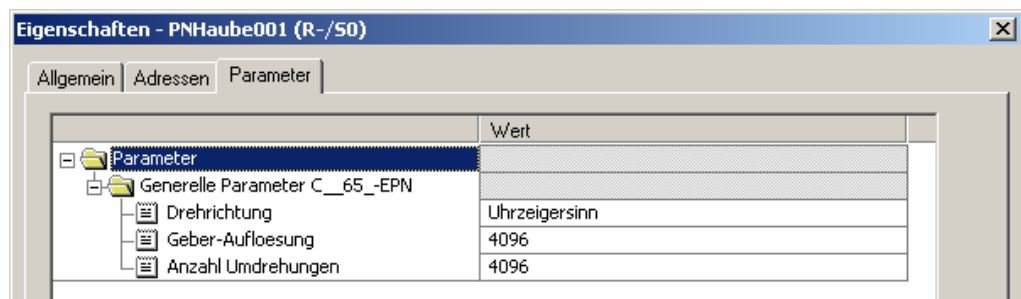 Eigenschaften - PNHaube001 (R-/S0)
Allgemein Adressen Parameter
Wert
Parameter
Generelle Parameter C__65_-EPN
Drehrichtung Uhrzeigersinn
Geber-Aufloesung 4096
Anzahl Umdrehungen 4096